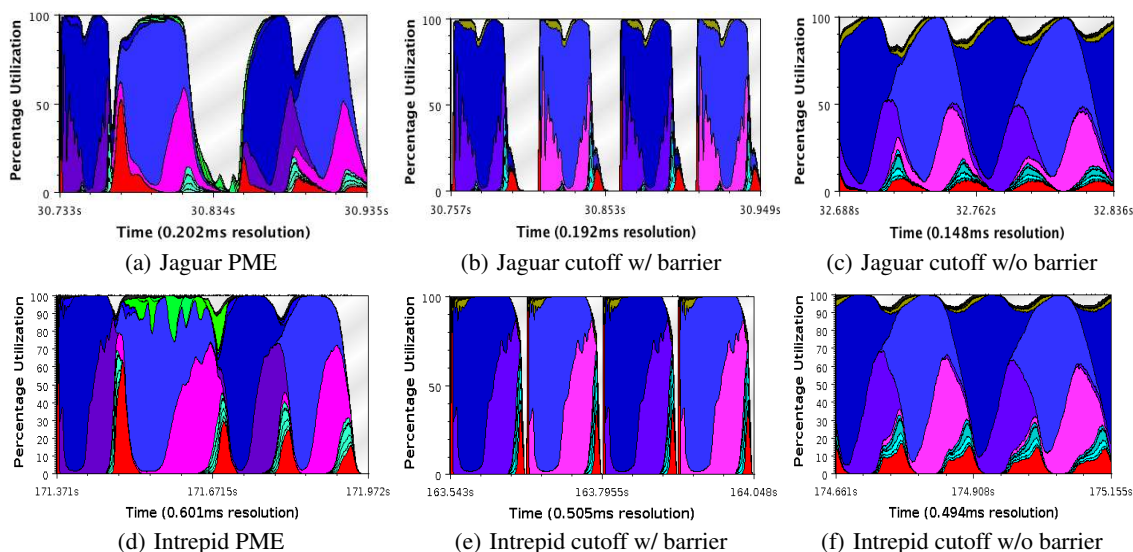 Percentage Utilization
100
50
0
30.733s 30.834s 30.935s
Time (0.202ms resolution)
(a) Jaguar PME
Percentage Utilization
100
50
0
30.757s 30.853s 30.949s
Time (0.192ms resolution)
(b) Jaguar cutoff w/ barrier
Percentage Utilization
100
50
0
32.688s 32.762s 32.836s
Time (0.148ms resolution)
(c) Jaguar cutoff w/o barrier
Percentage Utilization
100
90
80
70
60
50
40
30
20
10
0
171.371s 171.6715s 171.972s
Time (0.601ms resolution)
(d) Intrepid PME
Percentage Utilization
100
50
0
163.543s 163.7955s 164.048s
Time (0.505ms resolution)
(e) Intrepid cutoff w/ barrier
Percentage Utilization
100
90
80
70
60
50
40
30
20
10
0
174.661s 174.908s 175.155s
Time (0.494ms resolution)
(f) Intrepid cutoff w/o barrier